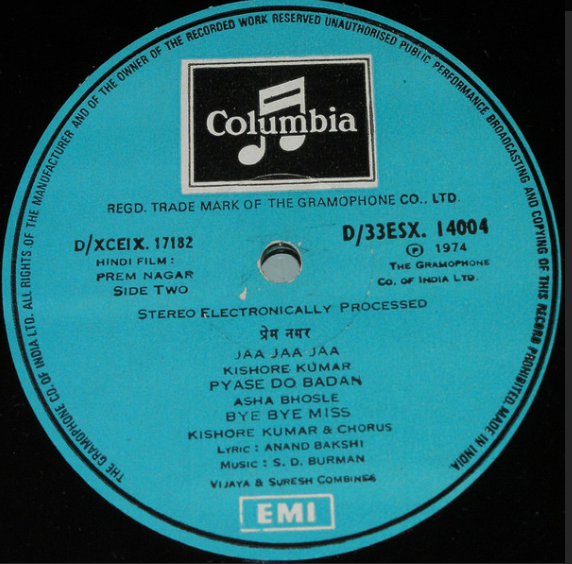 THE GRAMOPHONE CO. OF INDIA LTD. ALL RIGHTS OF THE MANUFACTURER AND OF THE OWNER OF THE RECORDED WORK RESERVED UNAUTHORISED PUBLIC PERFORMANCE BROADCASTING AND COPYING OF THIS RECORD PROHIBITED. MADE IN INDIA.
Columbia
REGD. TRADE MARK OF THE GRAMOPHONE CO., LTD.
D/XCEIX. 17182
HINDI FILM :
PREM NAGAR
SIDE TWO
D/33ESX. 14004
℗ 1974
THE GRAMOPHONE
CO. OF INDIA LTD.
STEREO ELECTRONICALLY PROCESSED
प्रेम नगर
JAA JAA JAA
KISHORE KUMAR
PYASE DO BADAN
ASHA BHOSLE
BYE BYE MISS
KISHORE KUMAR & CHORUS
LYRIC : ANAND BAKSHI
MUSIC : S. D. BURMAN
VIJAYA & SURESH COMBINES
EMI